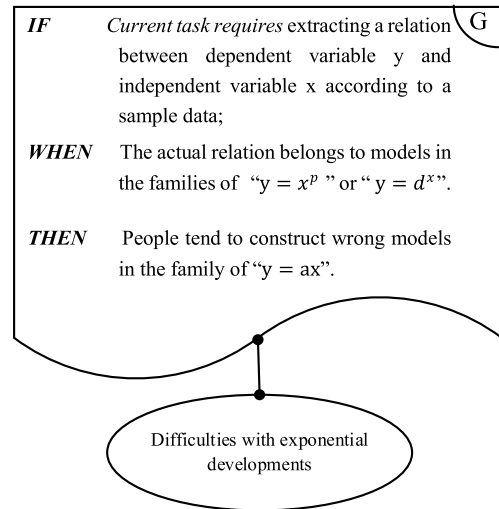 G
IF Current task requires extracting a relation
between dependent variable y and
independent variable x according to a
sample data;
WHEN The actual relation belongs to models in
the families of “y = xᵖ ” or “ y = dˣ”.
THEN People tend to construct wrong models
in the family of “y = ax”.
Difficulties with exponential
developments